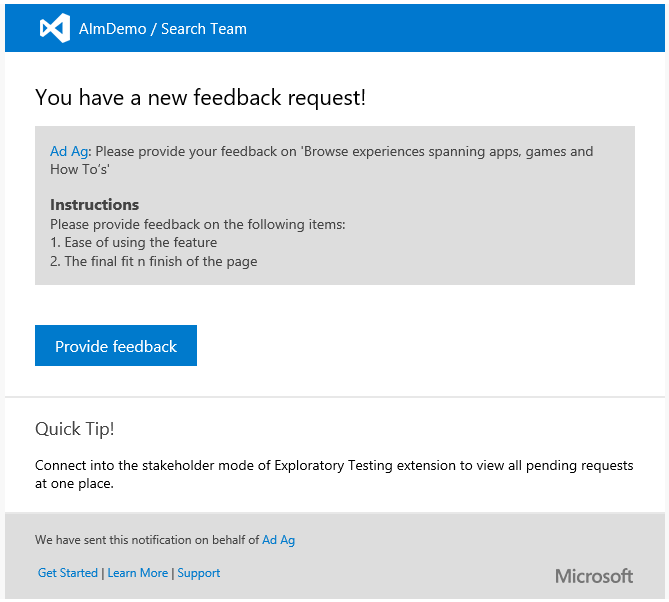 AlmDemo / Search Team
You have a new feedback request!
Ad Ag: Please provide your feedback on 'Browse experiences spanning apps, games and
How To's'
Instructions
Please provide feedback on the following items:
1. Ease of using the feature
2. The final fit n finish of the page
Provide feedback
Quick Tip!
Connect into the stakeholder mode of Exploratory Testing extension to view all pending requests
at one place.
We have sent this notification on behalf of Ad Ag
Get Started | Learn More | Support
Microsoft